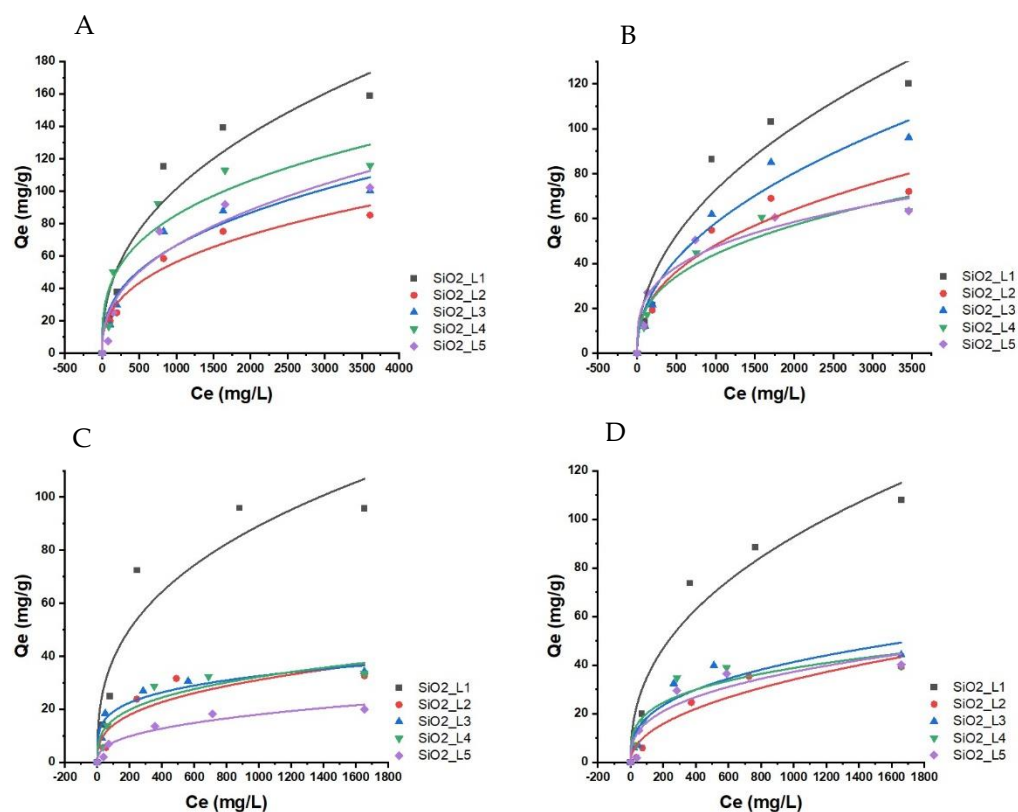 A
180
160
140
120
100
80
60
40
20
0
Qe (mg/g)
-500 0 500 1000 1500 2000 2500 3000 3500 4000
Ce (mg/L)
SiO2_L1
SiO2_L2
SiO2_L3
SiO2_L4
SiO2_L5
B
120
100
80
60
40
20
0
Qe (mg/g)
-500 0 500 1000 1500 2000 2500 3000 3500
Ce (mg/L)
SiO2_L1
SiO2_L2
SiO2_L3
SiO2_L4
SiO2_L5
C
100
80
60
40
20
0
Qe (mg/g)
-200 0 200 400 600 800 1000 1200 1400 1600 1800
Ce (mg/L)
SiO2_L1
SiO2_L2
SiO2_L3
SiO2_L4
SiO2_L5
D
120
100
80
60
40
20
0
Qe (mg/g)
-200 0 200 400 600 800 1000 1200 1400 1600 1800
Ce (mg/L)
SiO2_L1
SiO2_L2
SiO2_L3
SiO2_L4
SiO2_L5